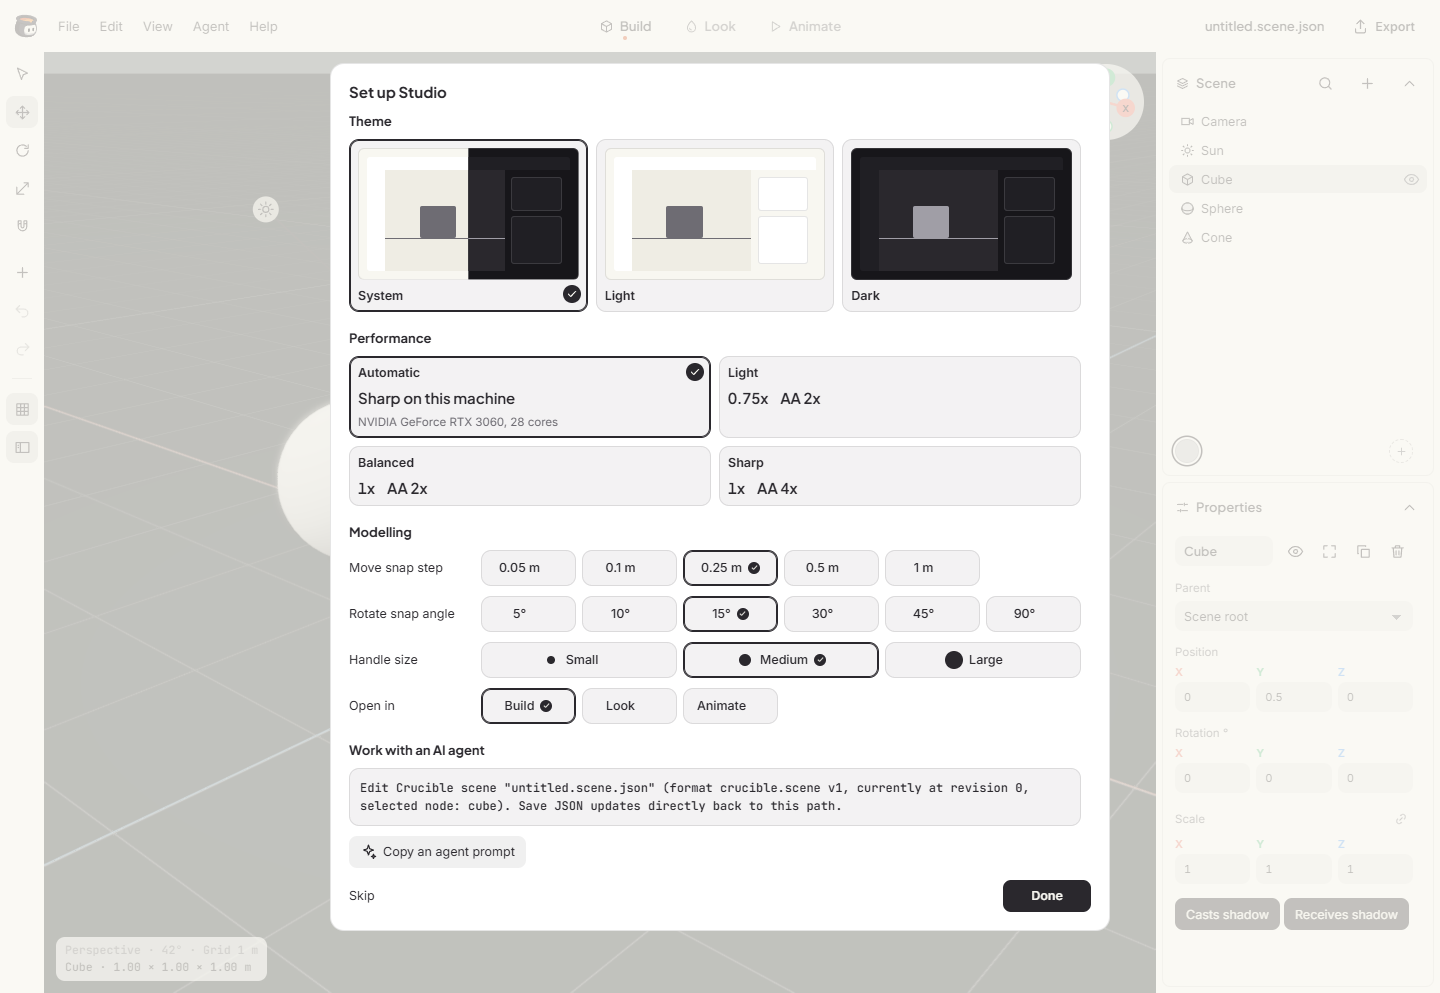 File Edit View Agent Help
Build Look Animate
untitled.scene.json Export
Set up Studio
Theme
System
Light
Dark
Performance
Automatic
Sharp on this machine
NVIDIA GeForce RTX 3060, 28 cores
Light
0.75x AA 2x
Balanced
1x AA 2x
Sharp
1x AA 4x
Modelling
Move snap step 0.05 m 0.1 m 0.25 m 0.5 m 1 m
Rotate snap angle 5° 10° 15° 30° 45° 90°
Handle size Small Medium Large
Open in Build Look Animate
Work with an AI agent
Edit Crucible scene "untitled.scene.json" (format crucible.scene v1, currently at revision 0,
selected node: cube). Save JSON updates directly back to this path.
Copy an agent prompt
Skip Done
Perspective · 42° · Grid 1 m
Cube · 1.00 × 1.00 × 1.00 m
X
Scene
Camera
Sun
Cube
Sphere
Cone
Properties
Cube
Parent
Scene root
Position
X Y Z
0 0.5 0
Rotation °
X Y Z
0 0 0
Scale
X Y Z
1 1 1
Casts shadow Receives shadow